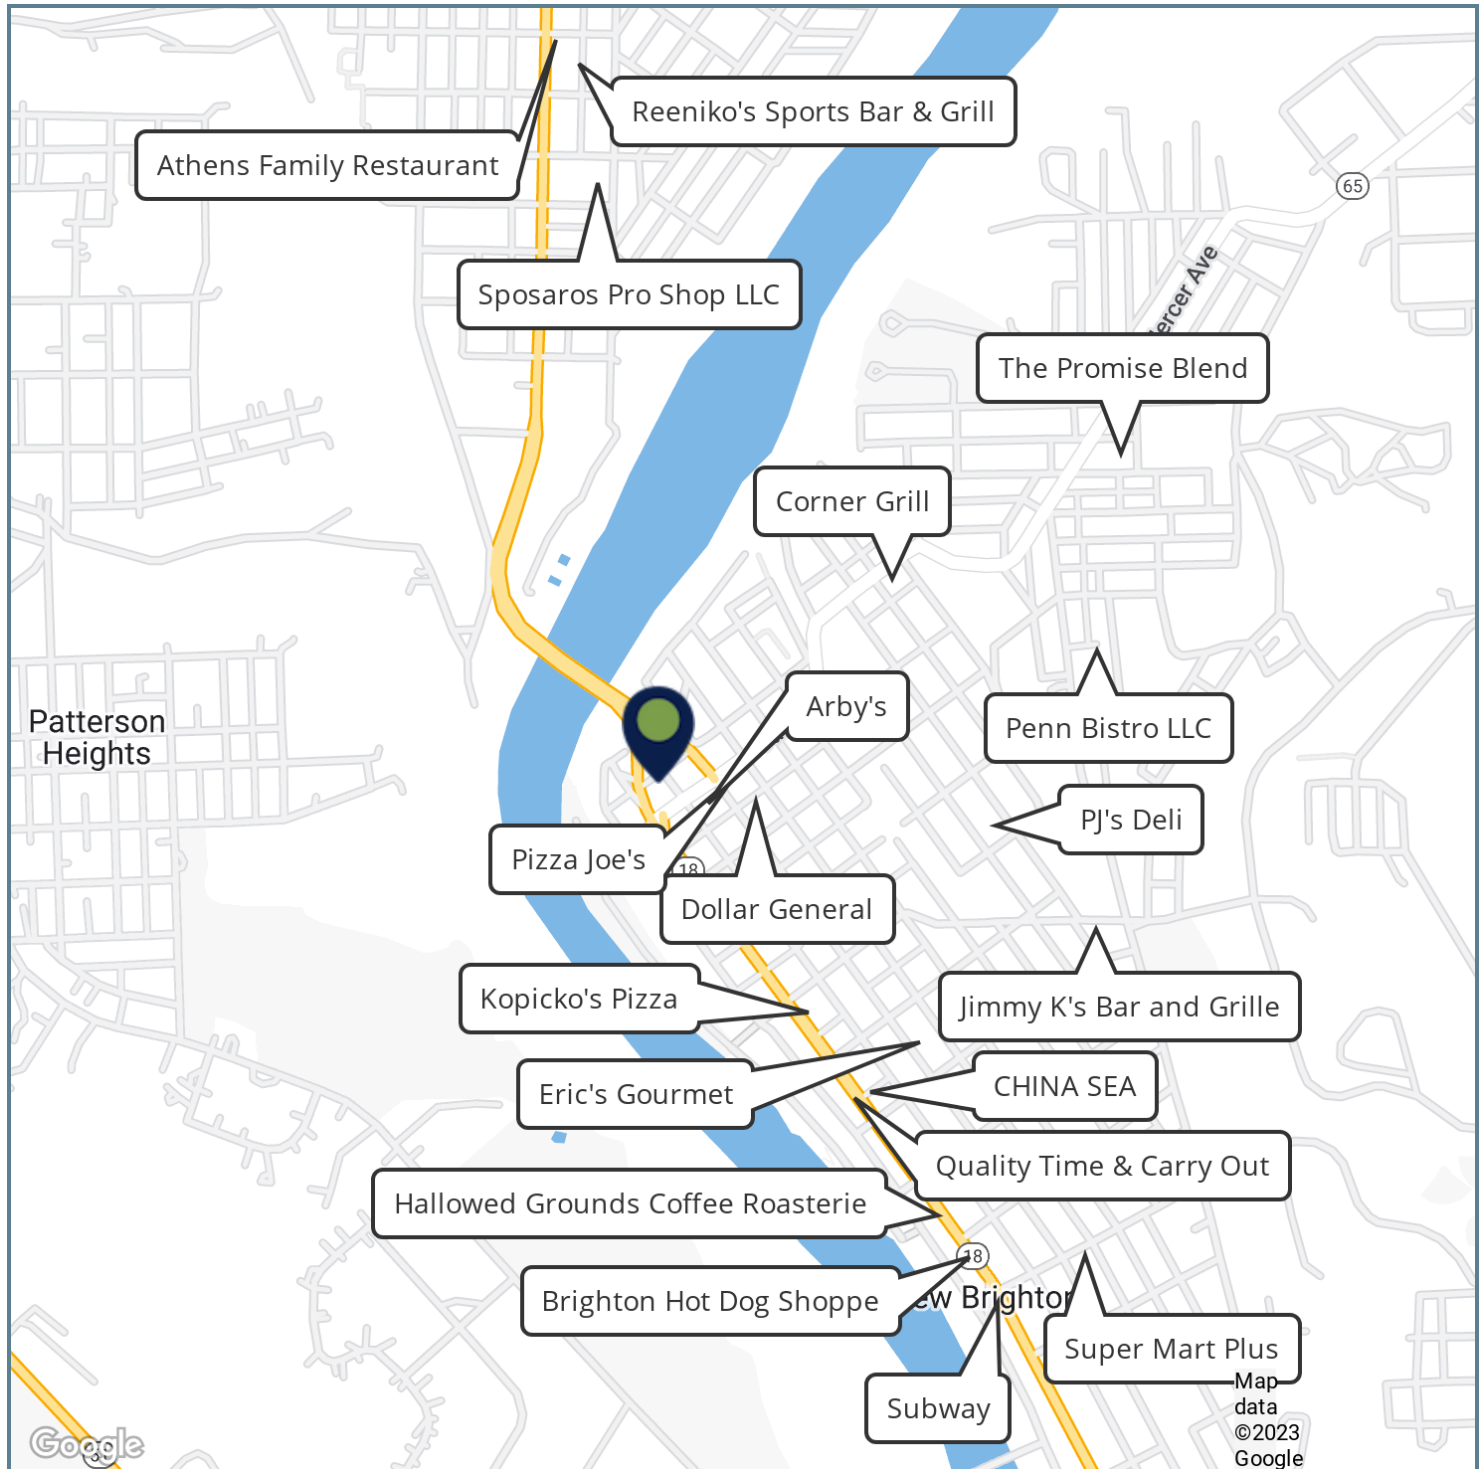 Reeniko's Sports Bar & Grill
Athens Family Restaurant
65
Sposaros Pro Shop LLC
Mercer Ave
The Promise Blend
Corner Grill
Arby's
Patterson
Heights
Penn Bistro LLC
PJ's Deli
Pizza Joe's
18
Dollar General
Kopicko's Pizza
Jimmy K's Bar and Grille
Eric's Gourmet
CHINA SEA
Quality Time & Carry Out
Hallowed Grounds Coffee Roasterie
18
Brighton Hot Dog Shoppe
ew Brighton
Super Mart Plus
Subway
Map
data
©2023
Google
Google